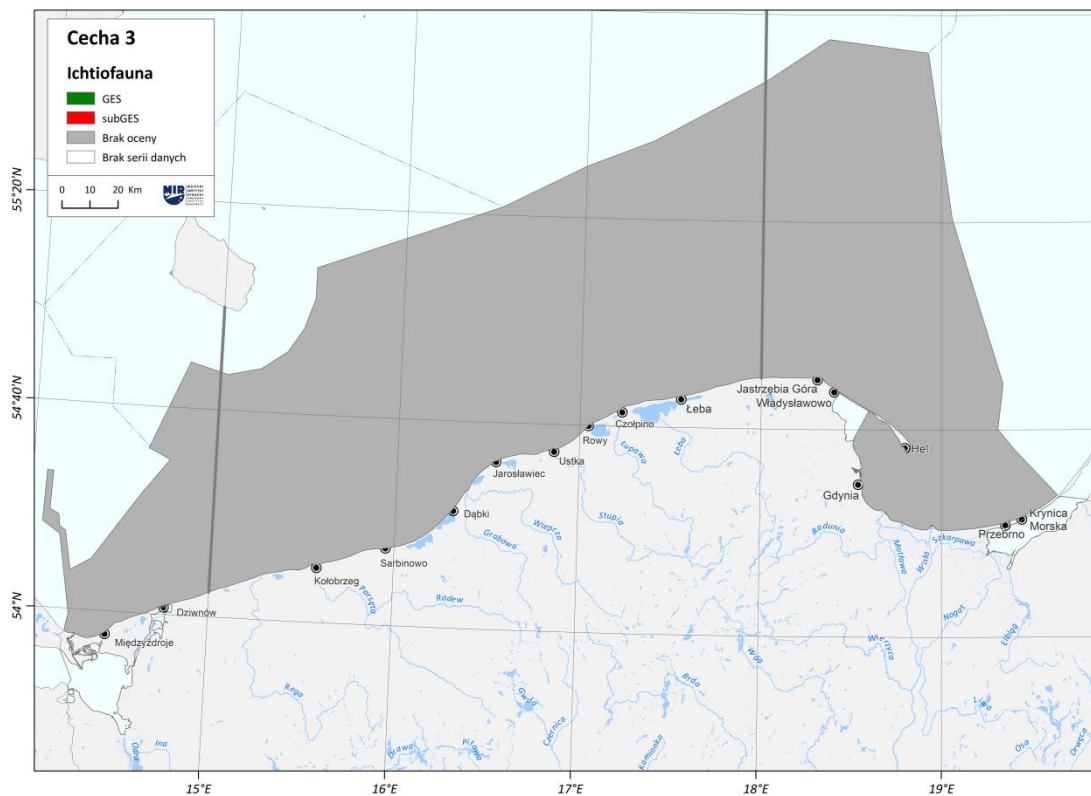 Cecha 3
Ichtiofauna
GES
subGES
Brak oceny
Brak serii danych
0 10 20 Km
MIR
55°20'N
54°40'N
54°N
Jastrzębia Góra
Władysławowo
Łeba
Czołpino
Rowy
Łupawa
Łeba
Hel
Ustka
Jarosławiec
Gdynia
Krynica
Morska
Przebrno
Dąbki
Wieprza
Słupia
Radunia
Motława
Wisła
Szkarpawa
Grabowa
Sarbinowo
Kołobrzeg
Parsęta
Radew
Dziwnów
Międzyzdroje
Nogat
Elbląg
Wierzyca
Wda
Brda
Rega
Gwda
Czernica
Liwa
Osa
Drwęca
Kamionka
Odra
Ina
Drawa
Piława
15°E
16°E
17°E
18°E
19°E